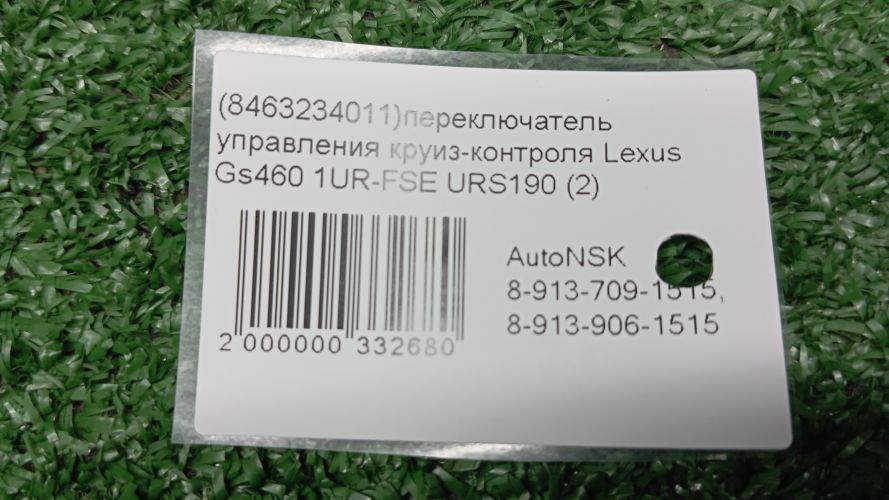 (8463234011)переключатель
управления круиз-контроля Lexus
Gs460 1UR-FSE URS190 (2)
AutoNSK
8-913-709-1515,
8-913-906-1515
2 000000 332680